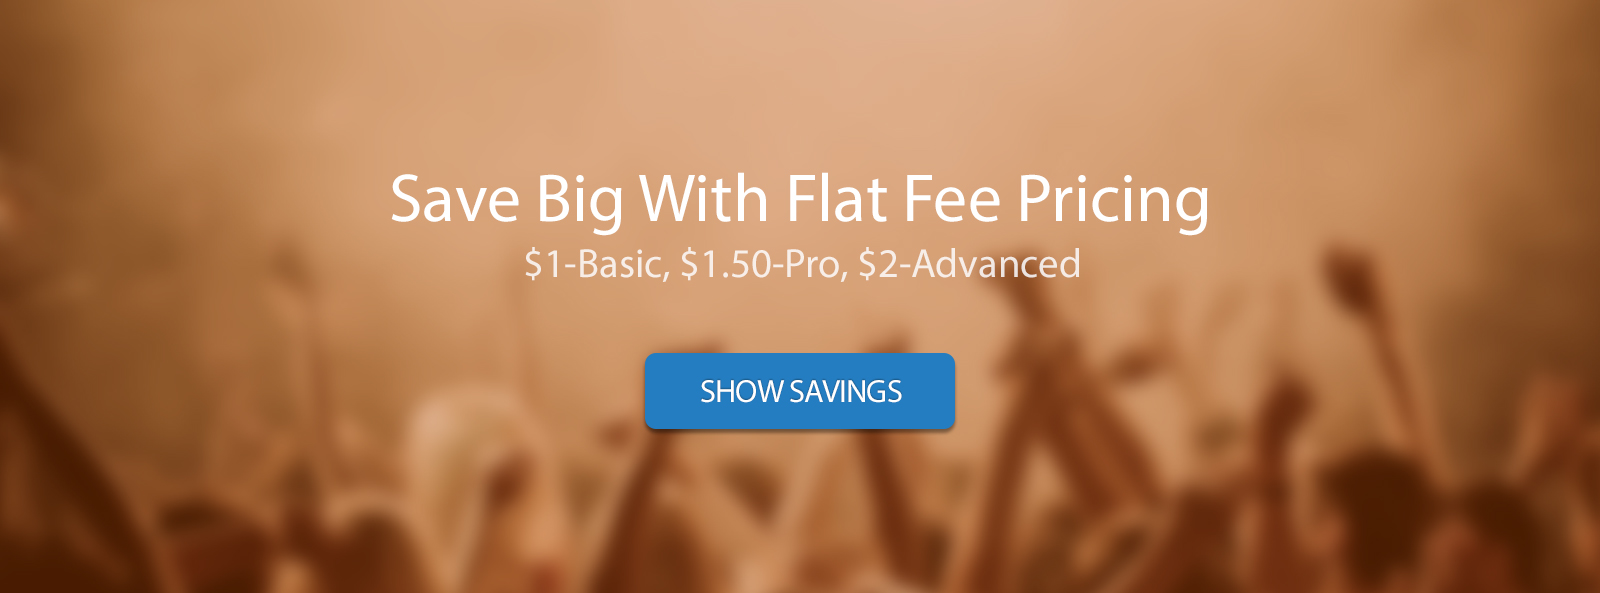 Save Big With Flat Fee Pricing
$1-Basic, $1.50-Pro, $2-Advanced
SHOW SAVINGS